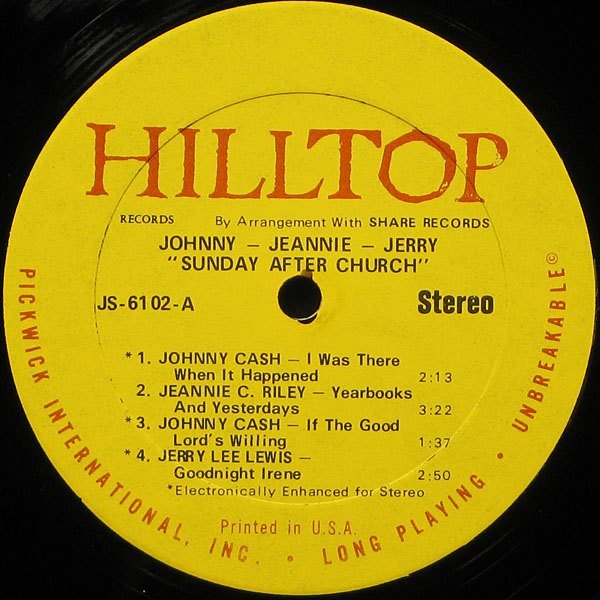 HILLTOP
RECORDS By Arrangement With SHARE RECORDS
JOHNNY – JEANNIE – JERRY
"SUNDAY AFTER CHURCH"
JS-6102-A Stereo
*1. JOHNNY CASH – I Was There
When It Happened 2:13
2. JEANNIE C. RILEY – Yearbooks
And Yesterdays 3:22
*3. JOHNNY CASH – If The Good
Lord's Willing 1:37
*4. JERRY LEE LEWIS –
Goodnight Irene 2:50
*Electronically Enhanced for Stereo
Printed in U.S.A.
PICKWICK INTERNATIONAL, INC. • LONG PLAYING • UNBREAKABLE©